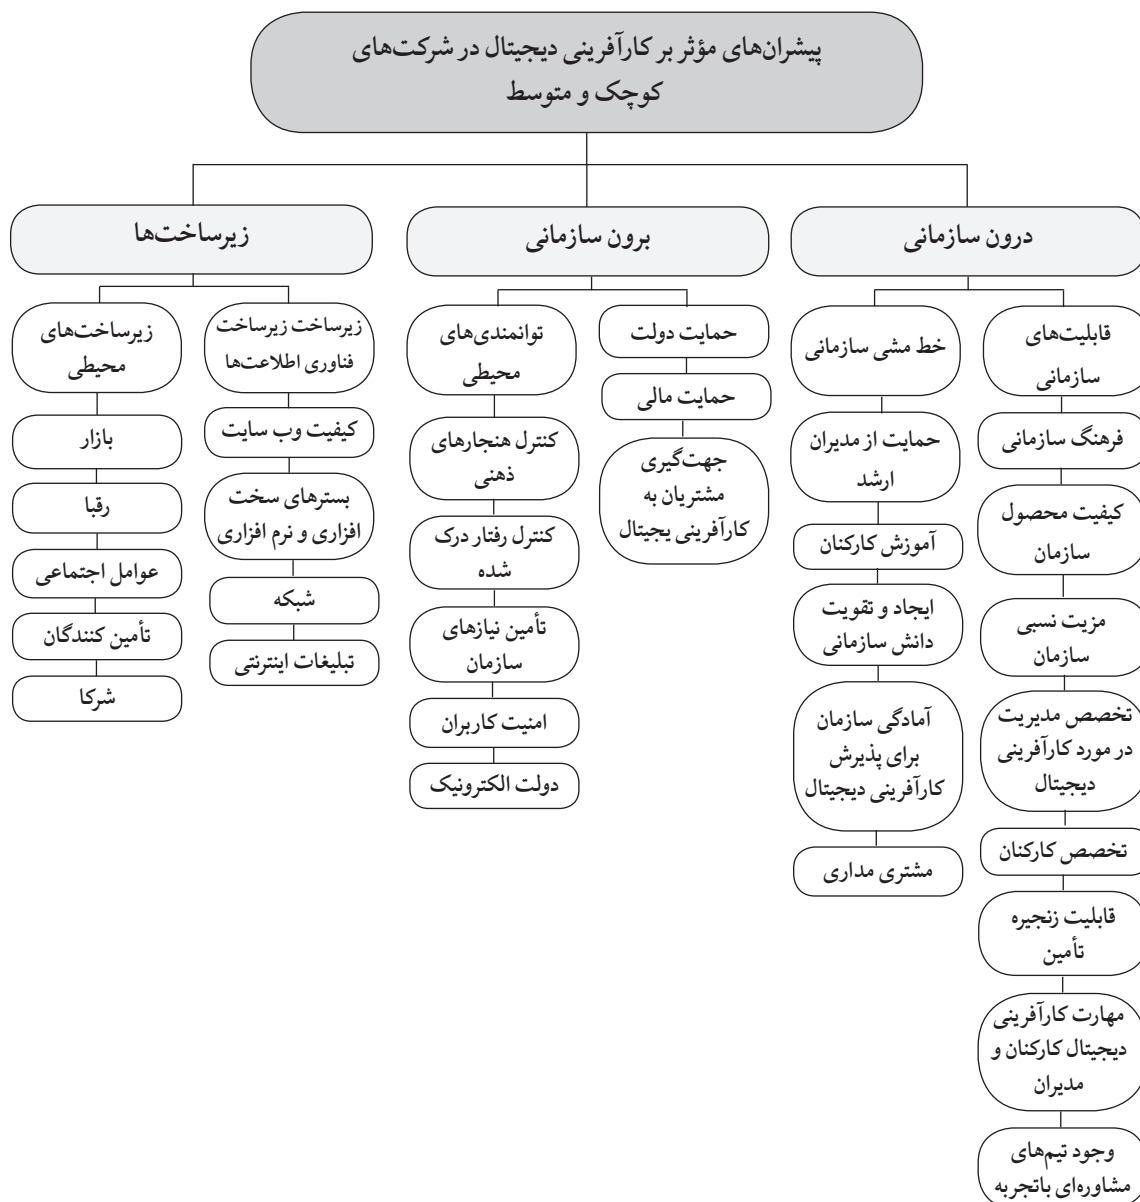 پیشران‌های مؤثر بر کارآفرینی دیجیتال در شرکت‌های
کوچک و متوسط
درون سازمانی
قابلیت‌های
سازمانی
فرهنگ سازمانی
کیفیت محصول
سازمان
مزیت نسبی
سازمان
تخصص مدیریت
در مورد کارآفرینی
دیجیتال
تخصص کارکنان
قابلیت زنجیره
تأمین
مهارت کارآفرینی
دیجیتال کارکنان و
مدیران
وجود تیم‌های
مشاوره‌ای باتجربه
خط مشی سازمانی
حمایت از مدیران
ارشد
آموزش کارکنان
ایجاد و تقویت
دانش سازمانی
آمادگی سازمان
برای پذیرش
کارآفرینی دیجیتال
مشتری مداری
برون سازمانی
حمایت دولت
حمایت مالی
جهت‌گیری
مشتریان به
کارآفرینی یجیتال
توانمندی‌های
محیطی
کنترل هنجارهای
ذهنی
کنترل رفتار درک
شده
تأمین نیازهای
سازمان
امنیت کاربران
دولت الکترونیک
زیرساخت‌ها
زیرساخت زیرساخت
فناوری اطلاعت‌ها
کیفیت وب سایت
بسترهای سخت
افزاری و نرم افزاری
شبکه
تبلیغات اینترنتی
زیرساخت‌های
محیطی
بازار
رقبا
عوامل اجتماعی
تأمین کنندگان
شرکا